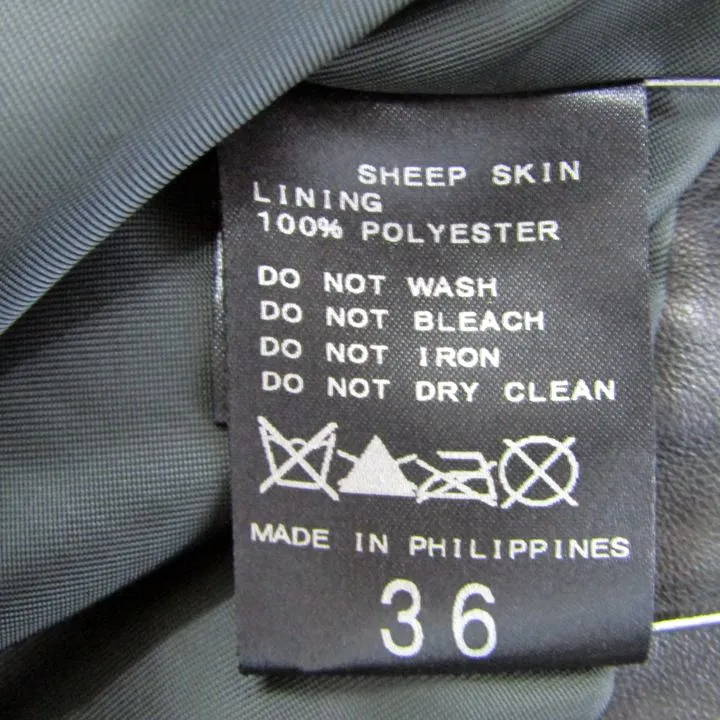 SHEEP SKIN
LINING
100% POLYESTER
DO NOT WASH
DO NOT BLEACH
DO NOT IRON
DO NOT DRY CLEAN
MADE IN PHILIPPINES
36